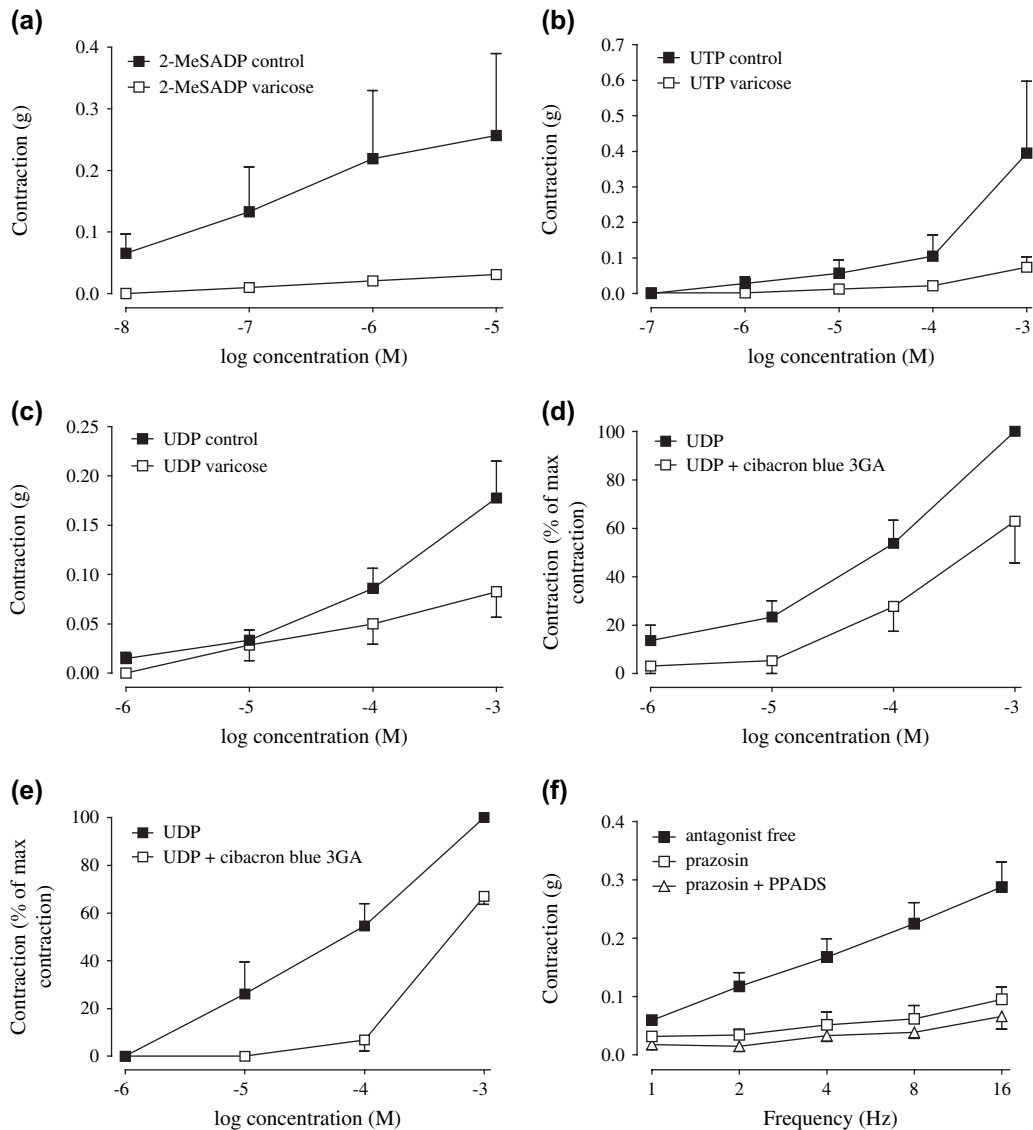 (a)
2-MeSADP control
2-MeSADP varicose
Contraction (g)
0.4
0.3
0.2
0.1
0.0
-8
-7
-6
-5
log concentration (M)
(b)
UTP control
UTP varicose
Contraction (g)
0.7
0.6
0.5
0.4
0.3
0.2
0.1
0.0
-7
-6
-5
-4
-3
log concentration (M)
(c)
UDP control
UDP varicose
Contraction (g)
0.25
0.20
0.15
0.10
0.05
0.00
-6
-5
-4
-3
log concentration (M)
(d)
UDP
UDP + cibacron blue 3GA
Contraction (% of max
contraction)
100
80
60
40
20
0
-6
-5
-4
-3
log concentration (M)
(e)
UDP
UDP + cibacron blue 3GA
Contraction (% of max
contraction)
100
80
60
40
20
0
-6
-5
-4
-3
log concentration (M)
(f)
antagonist free
prazosin
prazosin + PPADS
Contraction (g)
0.4
0.3
0.2
0.1
0.0
1
2
4
8
16
Frequency (Hz)